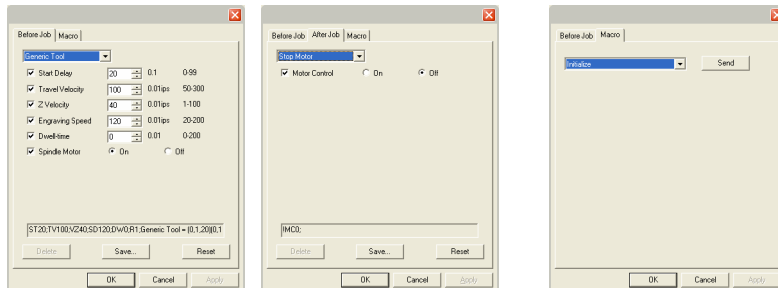 Before Job Macro
Generic Tool
Start Delay 20 0.1 0-99
Travel Velocity 100 0.01ips 50-300
Z Velocity 40 0.01ips 1-100
Engraving Speed 120 0.01ips 20-200
Dwell-time 0 0.01 0-200
Spindle Motor On Off
ST20;TV100;VZ40;SD120;DW0;R1;Generic Tool = (0,1,20)(0,1
Delete Save... Reset
OK Cancel Apply
Before Job After Job Macro
Stop Motor
Motor Control On Off
!MC0;
Delete Save... Reset
OK Cancel Apply
Before Job Macro
Initialize Send
OK Cancel Apply